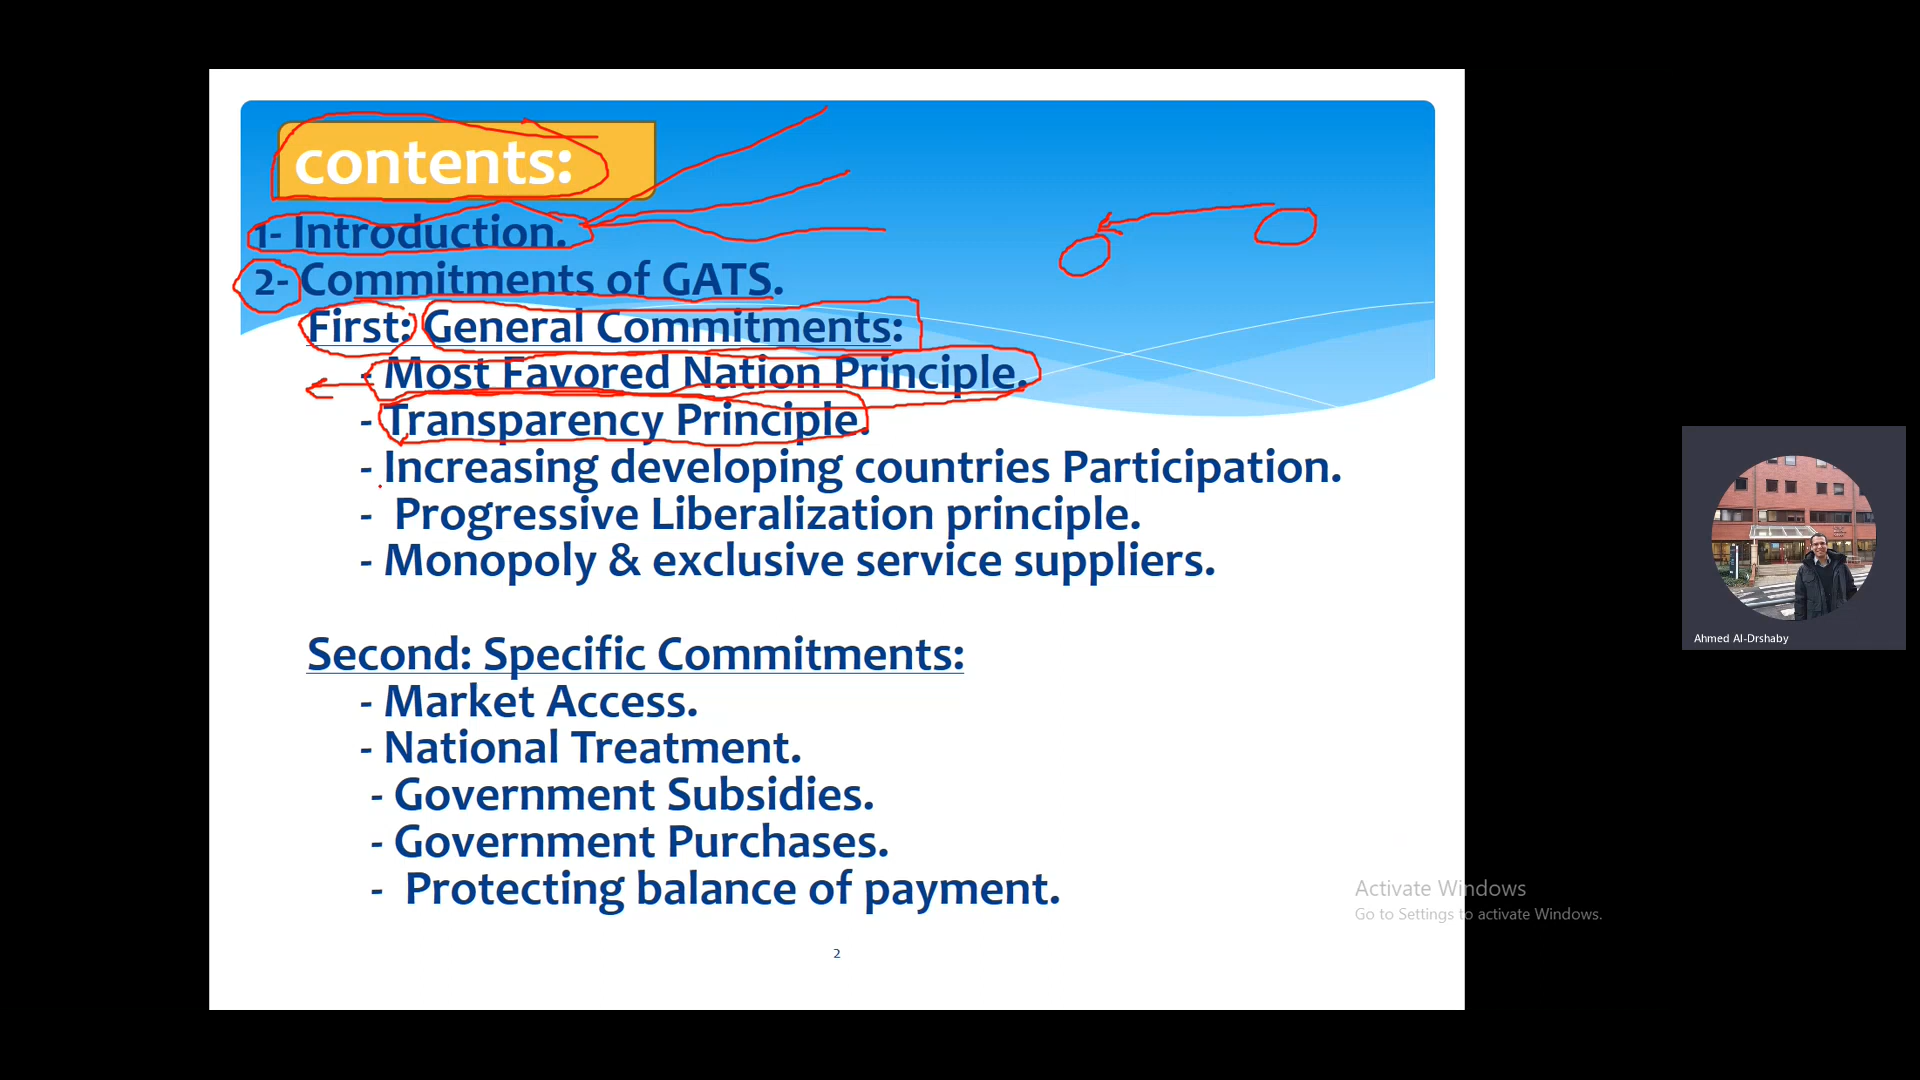 contents:
1- Introduction.
2- Commitments of GATS.
First: General Commitments:
- Most Favored Nation Principle.
- Transparency Principle.
- Increasing developing countries Participation.
- Progressive Liberalization principle.
- Monopoly & exclusive service suppliers.
Second: Specific Commitments:
- Market Access.
- National Treatment.
- Government Subsidies.
- Government Purchases.
- Protecting balance of payment.
2
Activate Windows
Go to Settings to activate Windows.
Ahmed Al-Drshaby